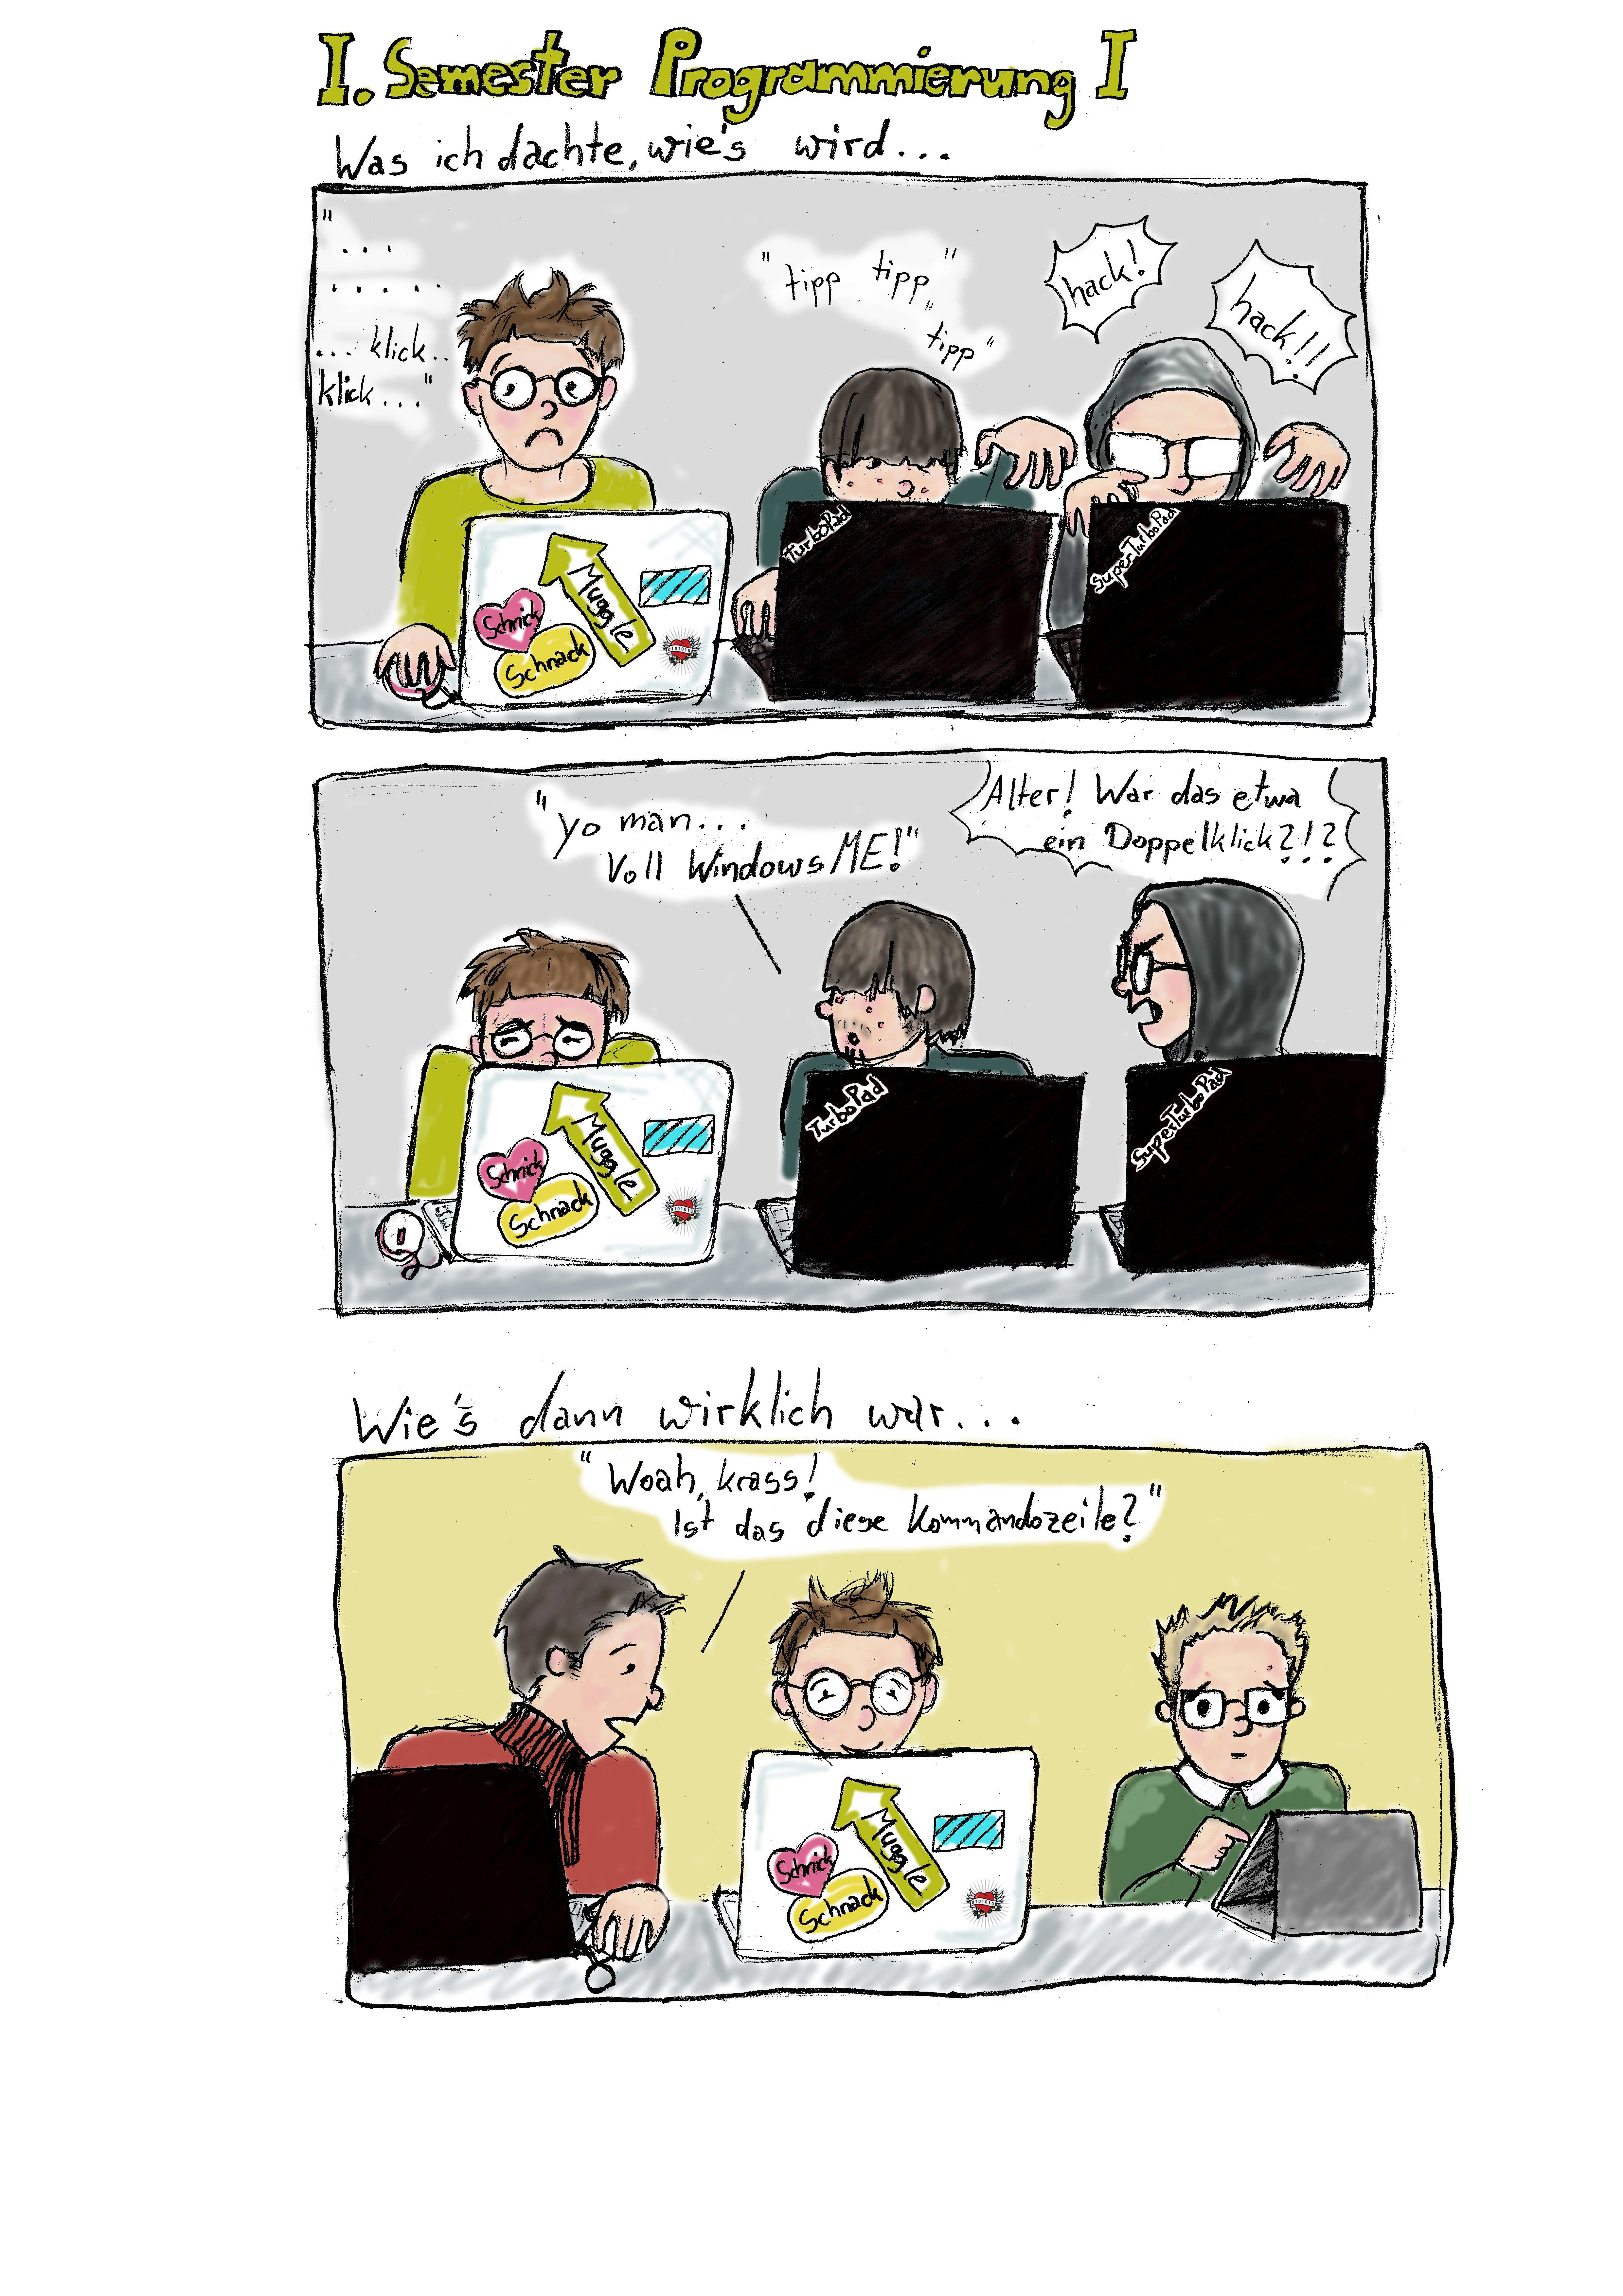 I. Semester Programmierung I
Was ich dachte, wie's wird...
"
...
.....
... klick..
klick..."
"tipp tipp"
"tipp"
hack!
hack!!!
Schnick
Schnack
Muggle
TurboPad
SuperTurboPad
Alter! War das etwa
ein Doppelklick?!?
"yo man...
Voll Windows ME!"
Schnick
Schnack
Muggle
TurboPad
SuperTurboPad
Wie's dann wirklich war...
"Woah, krass!
Ist das diese Kommandozeile?"
Schnick
Schnack
Muggle